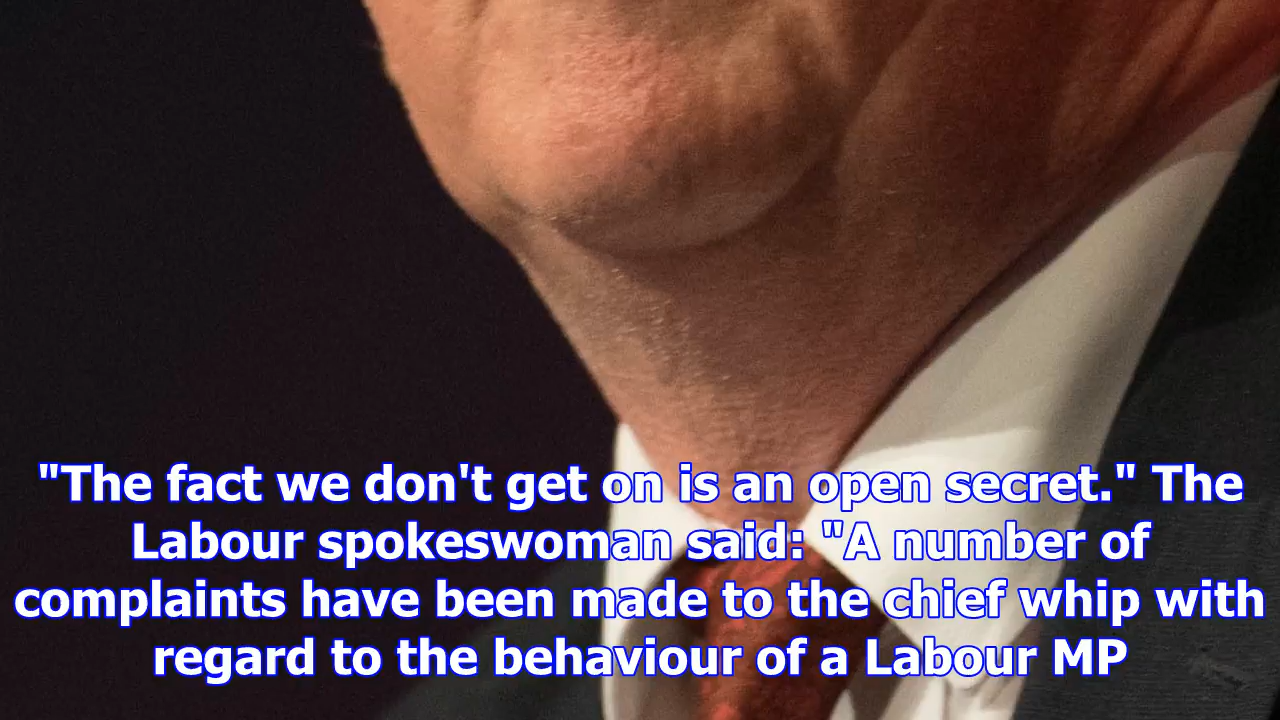 "The fact we don't get on is an open secret." The
Labour spokeswoman said: "A number of
complaints have been made to the chief whip with
regard to the behaviour of a Labour MP